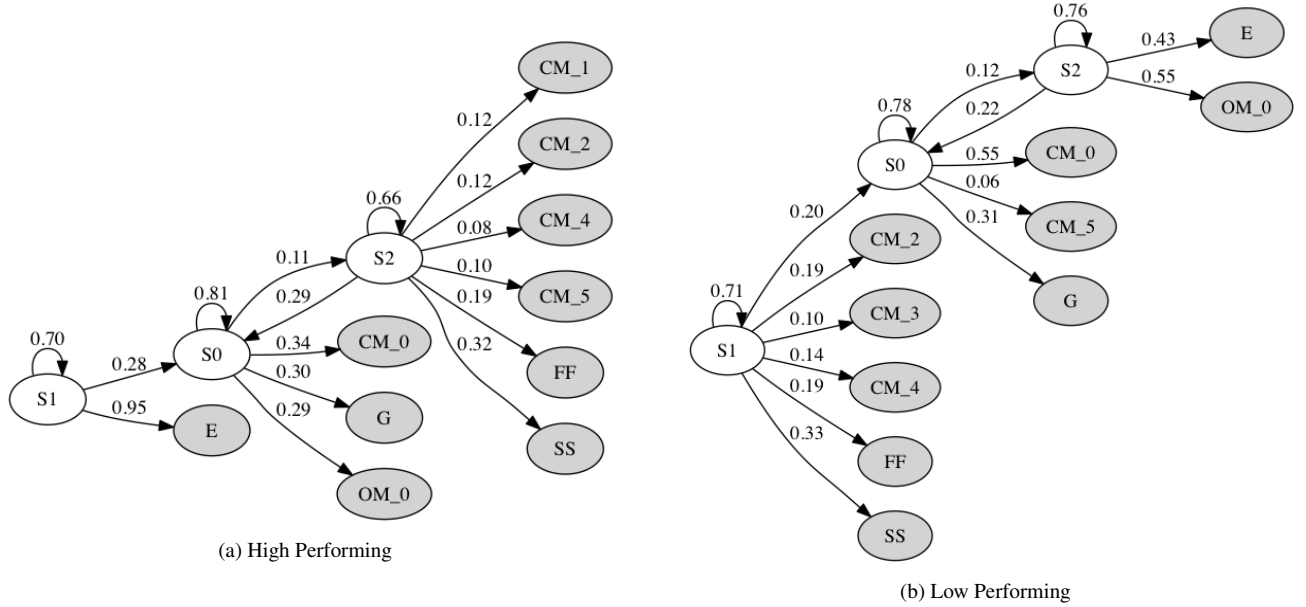 0.12
CM_1
0.12
CM_2
0.66
S2
0.08
CM_4
0.10
CM_5
0.11
0.29
0.19
FF
0.32
SS
0.81
S0
0.34
CM_0
0.30
G
0.29
OM_0
0.70
S1
0.28
0.95
E
(a) High Performing
0.76
S2
0.43
E
0.55
OM_0
0.12
0.22
0.78
S0
0.55
CM_0
0.06
CM_5
0.31
G
0.20
0.71
S1
0.19
CM_2
0.10
CM_3
0.14
CM_4
0.19
FF
0.33
SS
(b) Low Performing